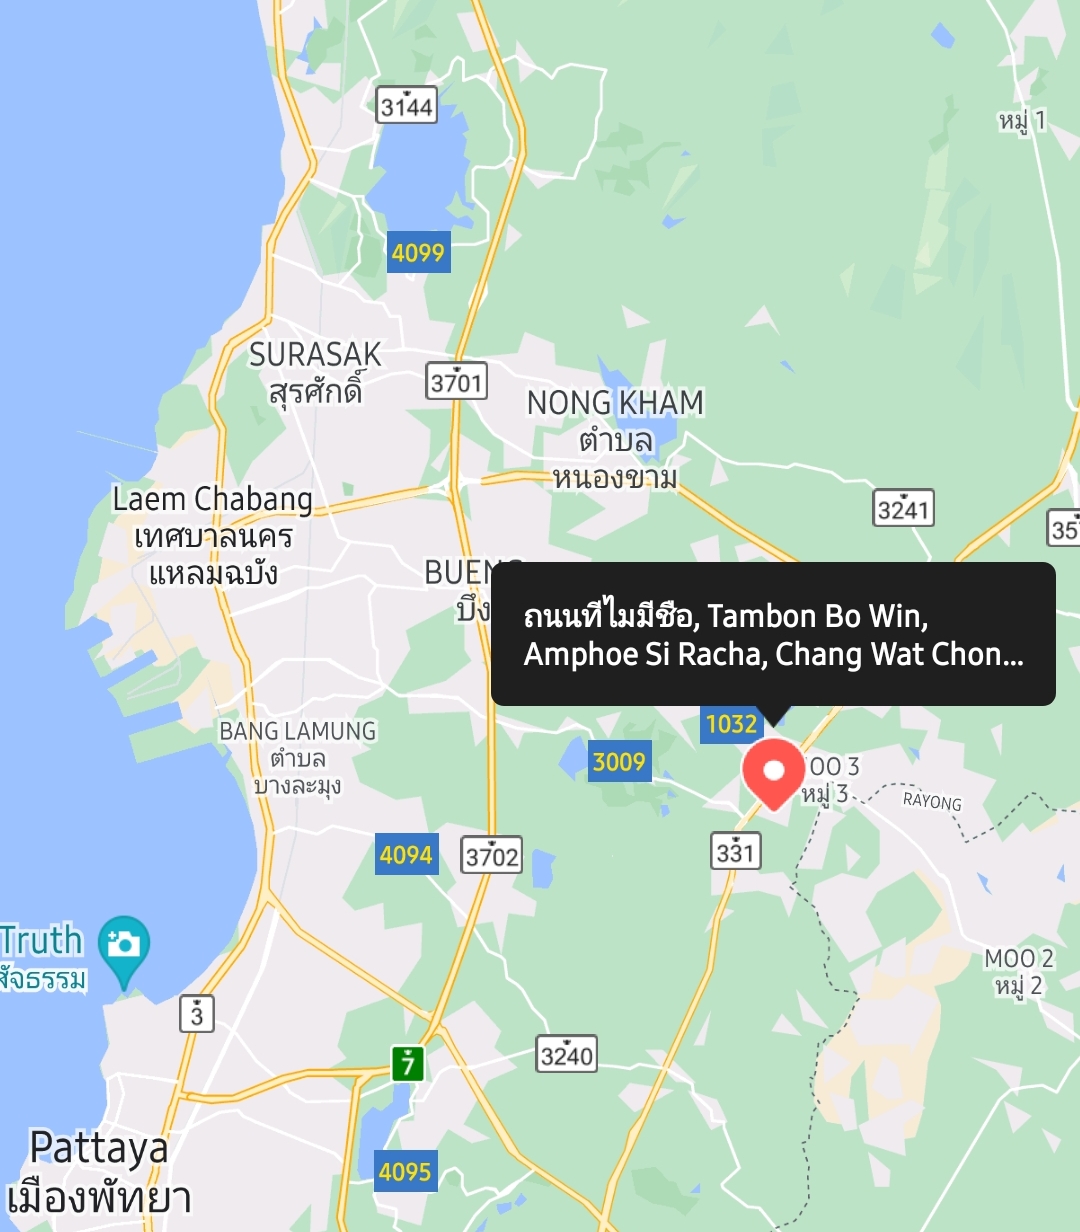 3144
หมู่ 1
4099
SURASAK
สุรศักดิ์
3701
NONG KHAM
ตำบล
หนองขาม
Laem Chabang
เทศบาลนคร
แหลมฉบัง
3241
35
BUENG
บึง
ถนนที่ไม่มีชื่อ, Tambon Bo Win,
Amphoe Si Racha, Chang Wat Chon...
1032
BANG LAMUNG
ตำบล
บางละมุง
3009
OO 3
หมู่ 3
RAYONG
4094
3702
331
Truth
สัจธรรม
MOO 2
หมู่ 2
3
3240
7
Pattaya
เมืองพัทยา
4095